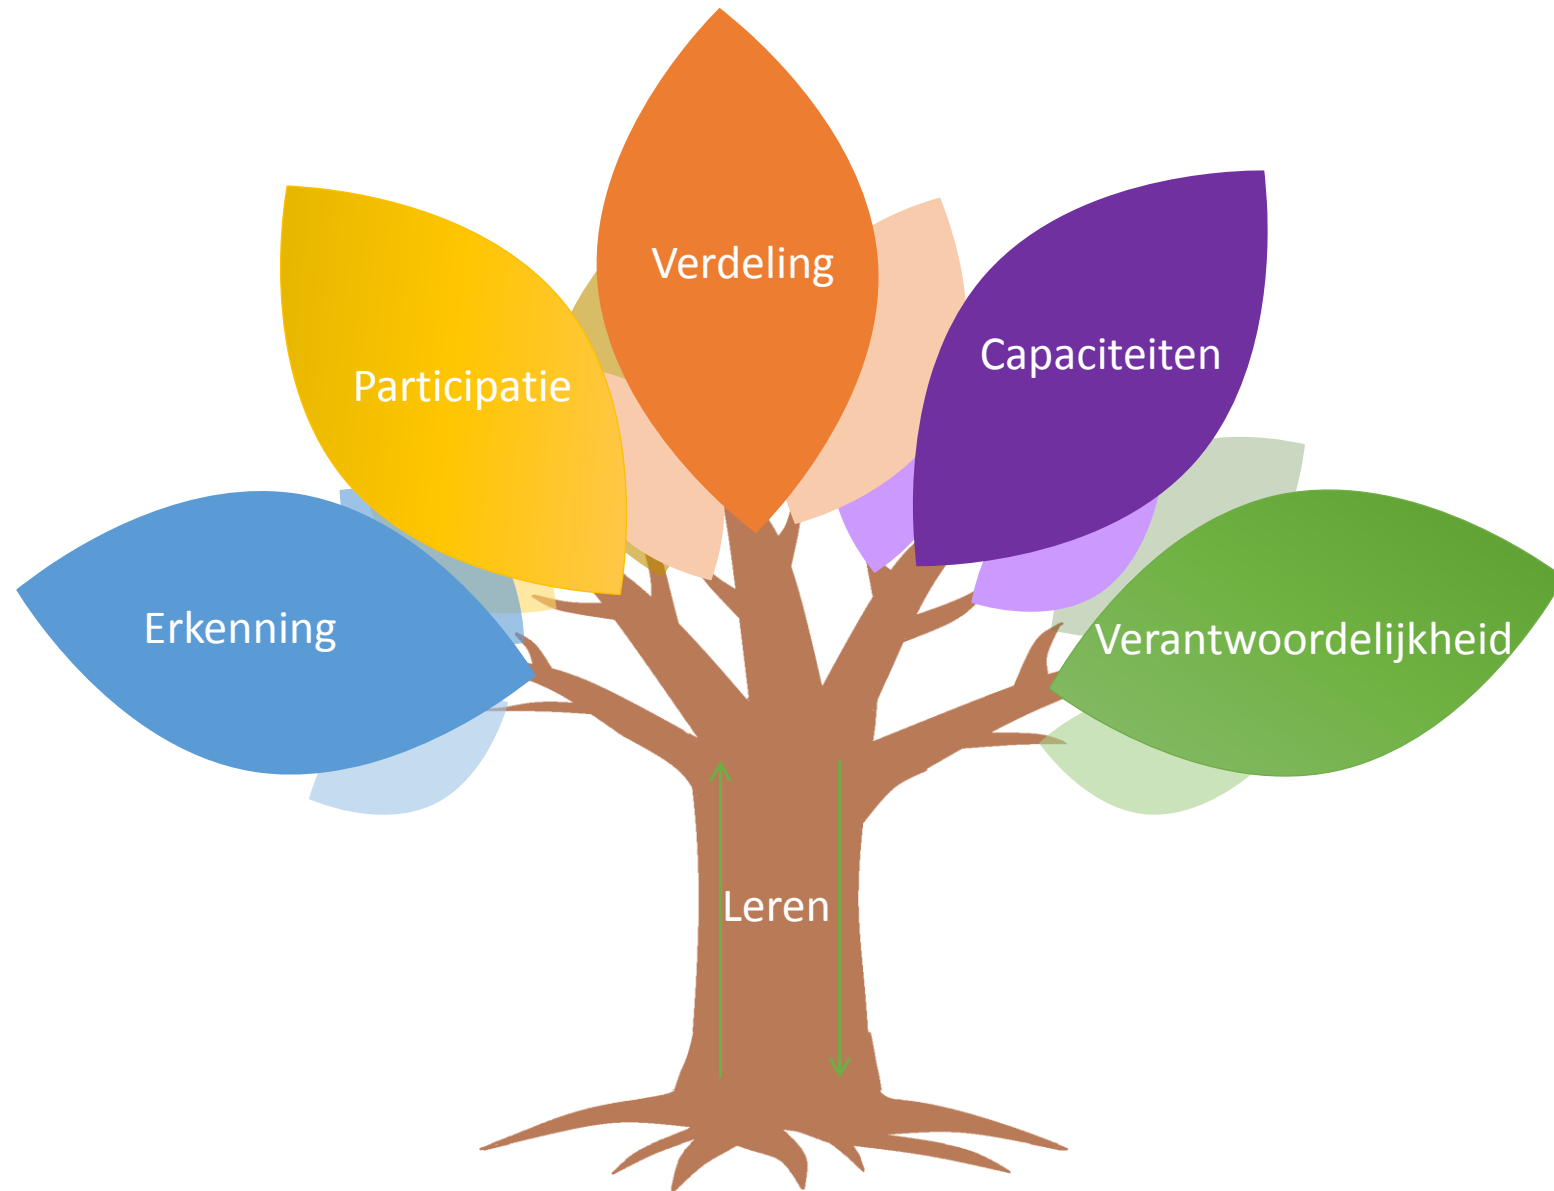 Verdeling
Capaciteiten
Participatie
Erkenning
Verantwoordelijkheid
Leren